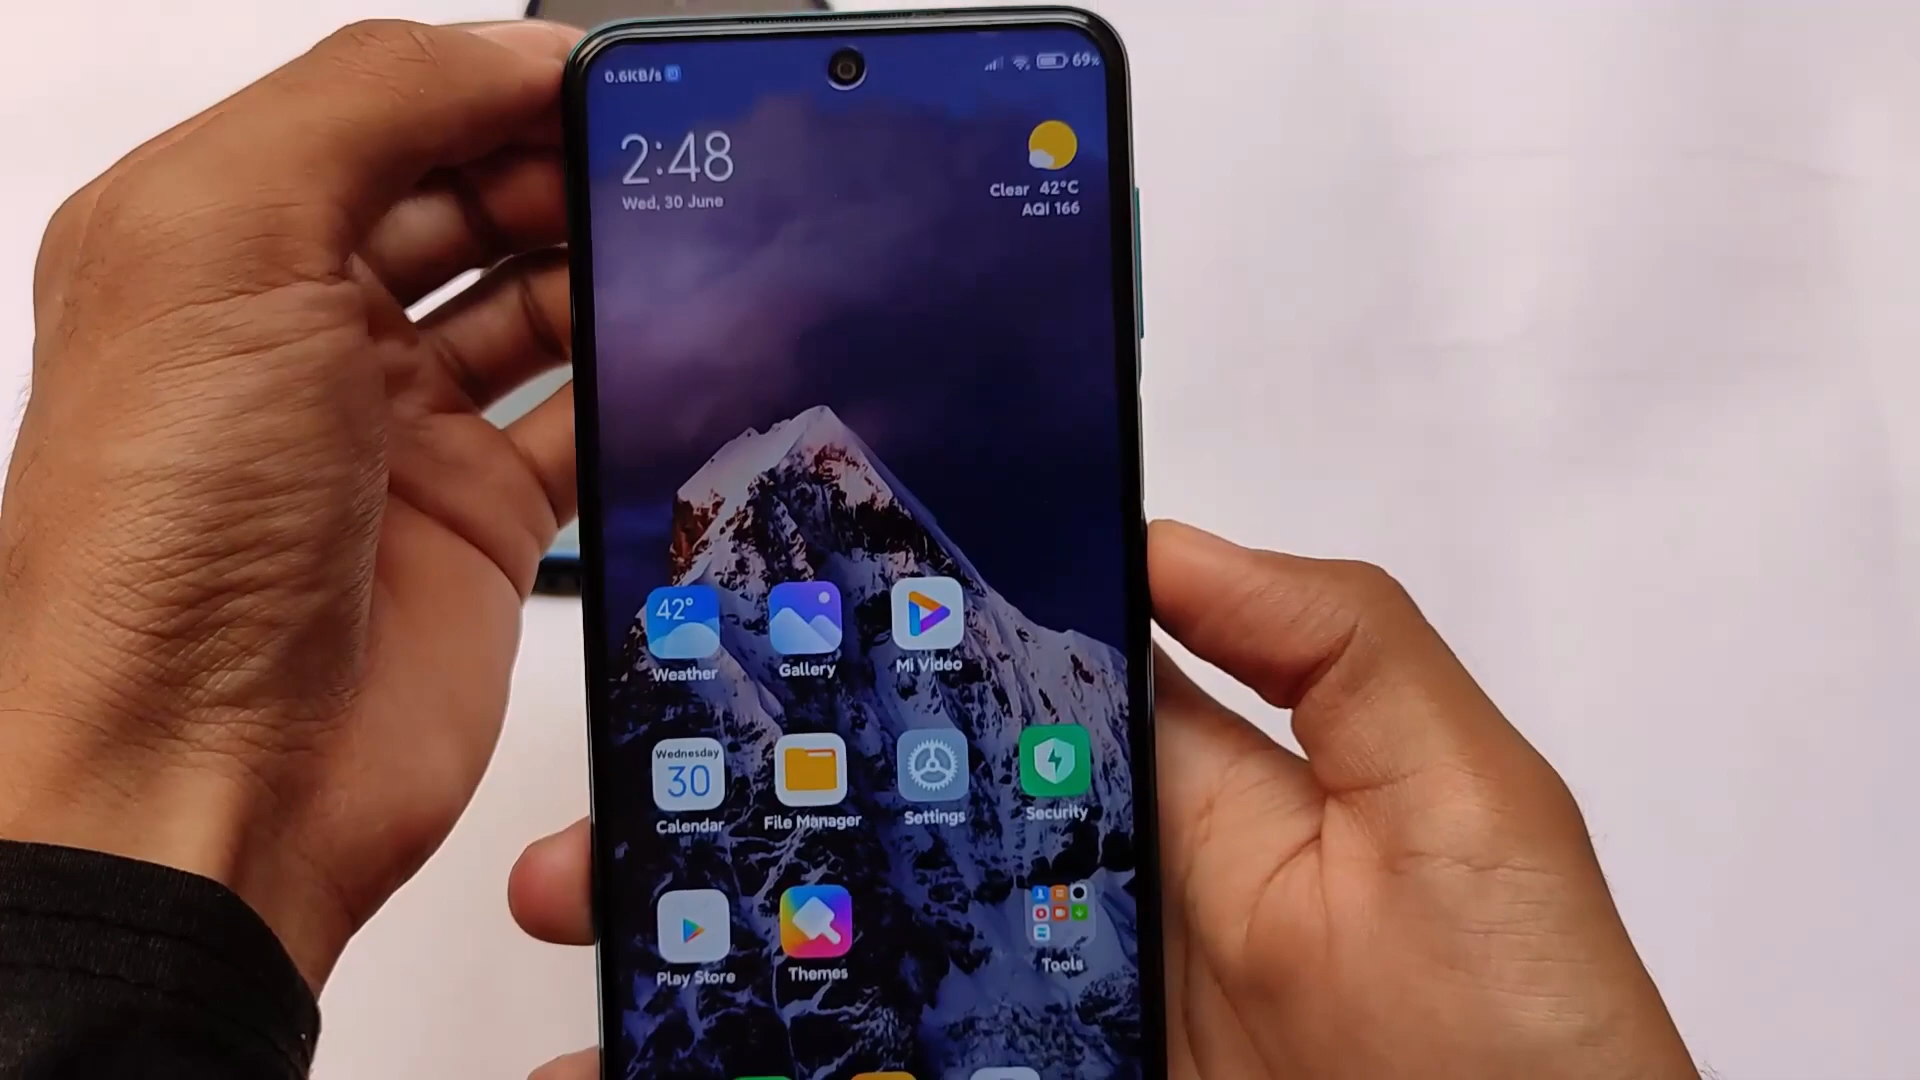 0.6KB/s
69%
2:48
Wed, 30 June
Clear 42°C
AQI 166
42°
Weather
Gallery
Mi Video
Wednesday
30
Calendar
File Manager
Settings
Security
Play Store
Themes
Tools